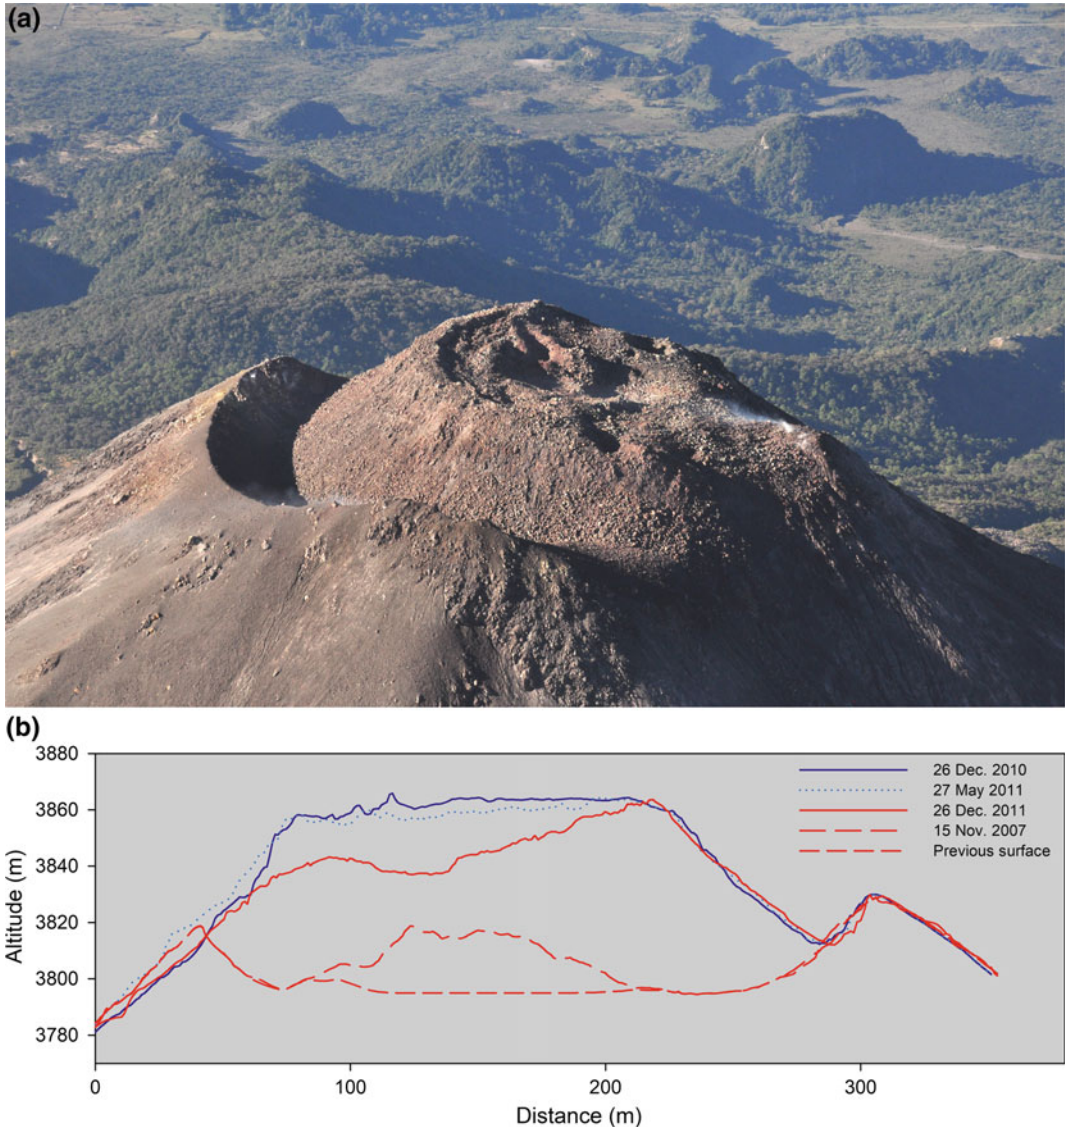 (a)
(b)
3880
3860
3840
3820
3800
3780
Altitude (m)
26 Dec. 2010
27 May 2011
26 Dec. 2011
15 Nov. 2007
Previous surface
0
100
200
300
Distance (m)